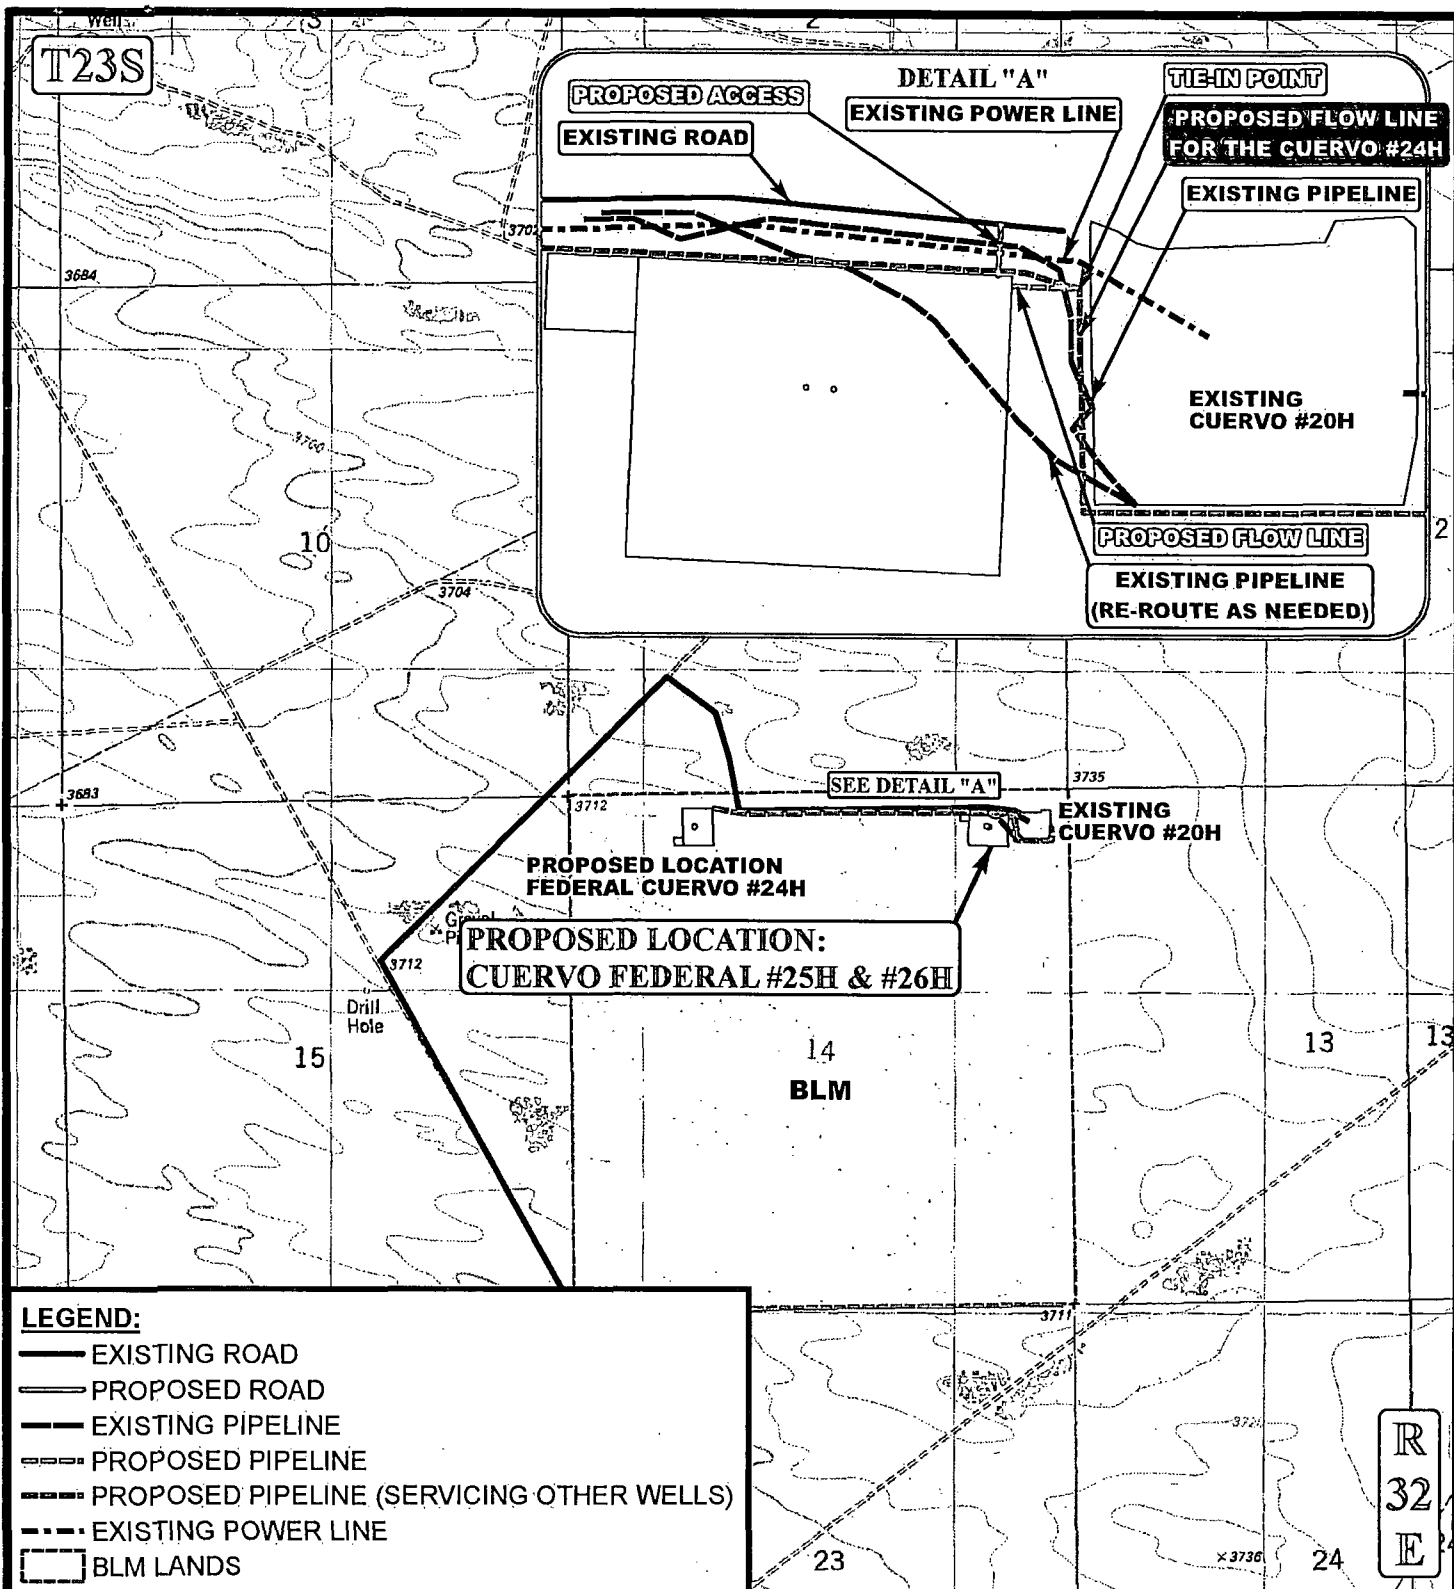 Well
3
2
T23S
DETAIL "A"
PROPOSED ACCESS
TIE-IN POINT
EXISTING POWER LINE
PROPOSED FLOW LINE
FOR THE CUERVO #24H
EXISTING ROAD
EXISTING PIPELINE
3702
3684
EXISTING
CUERVO #20H
3700
10
2
PROPOSED FLOW LINE
EXISTING PIPELINE
(RE-ROUTE AS NEEDED)
3704
SEE DETAIL "A"
3735
3683
3712
EXISTING
CUERVO #20H
PROPOSED LOCATION
FEDERAL CUERVO #24H
PROPOSED LOCATION:
CUERVO FEDERAL #25H & #26H
3712
Drill
Hole
15
14
13
13
BLM
3711
LEGEND:
EXISTING ROAD
PROPOSED ROAD
EXISTING PIPELINE
PROPOSED PIPELINE
PROPOSED PIPELINE (SERVICING OTHER WELLS)
EXISTING POWER LINE
BLM LANDS
R
32
E
23
3736
24